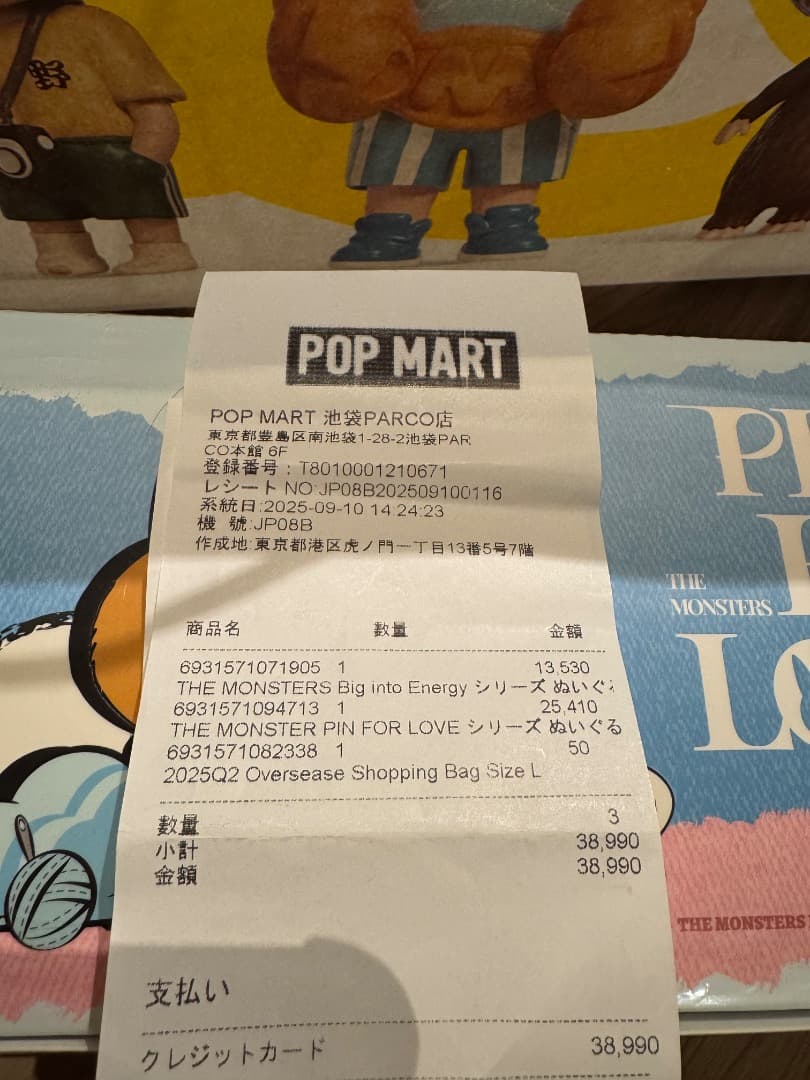 野
POP MART
POP MART 池袋PARCO店
東京都豊島区南池袋1-28-2池袋PAR
CO本館 6F
登録番号：T8010001210671
レシート NO:JP08B202509100116
系統日:2025-09-10 14:24:23
機 號:JP08B
作成地:東京都港区虎ノ門一丁目13番5号7階
商品名 数量 金額
6931571071905 1 13,530
THE MONSTERS Big into Energy シリーズ ぬいぐ
6931571094713 1 25,410
THE MONSTER PIN FOR LOVE シリーズ ぬいぐる
6931571082338 1 50
2025Q2 Oversease Shopping Bag Size L
数量 3
小計 38,990
金額 38,990
支払い
クレジットカード 38,990
THE
MONSTERS
THE MONSTERS